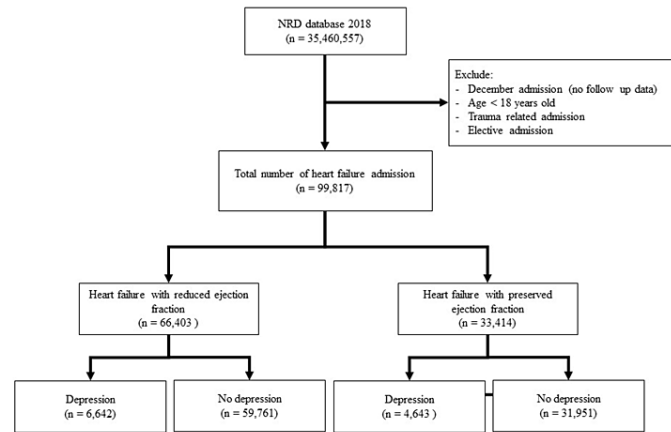 NRD database 2018
(n = 35,460,557)
Exclude:
- December admission (no follow up data)
- Age < 18 years old
- Trauma related admission
- Elective admission
Total number of heart failure admission
(n = 99,817)
Heart failure with reduced ejection
fraction
(n = 66,403 )
Heart failure with preserved
ejection fraction
(n = 33,414)
Depression
(n = 6,642)
No depression
(n = 59,761)
Depression
(n = 4,643 )
No depression
(n = 31,951)